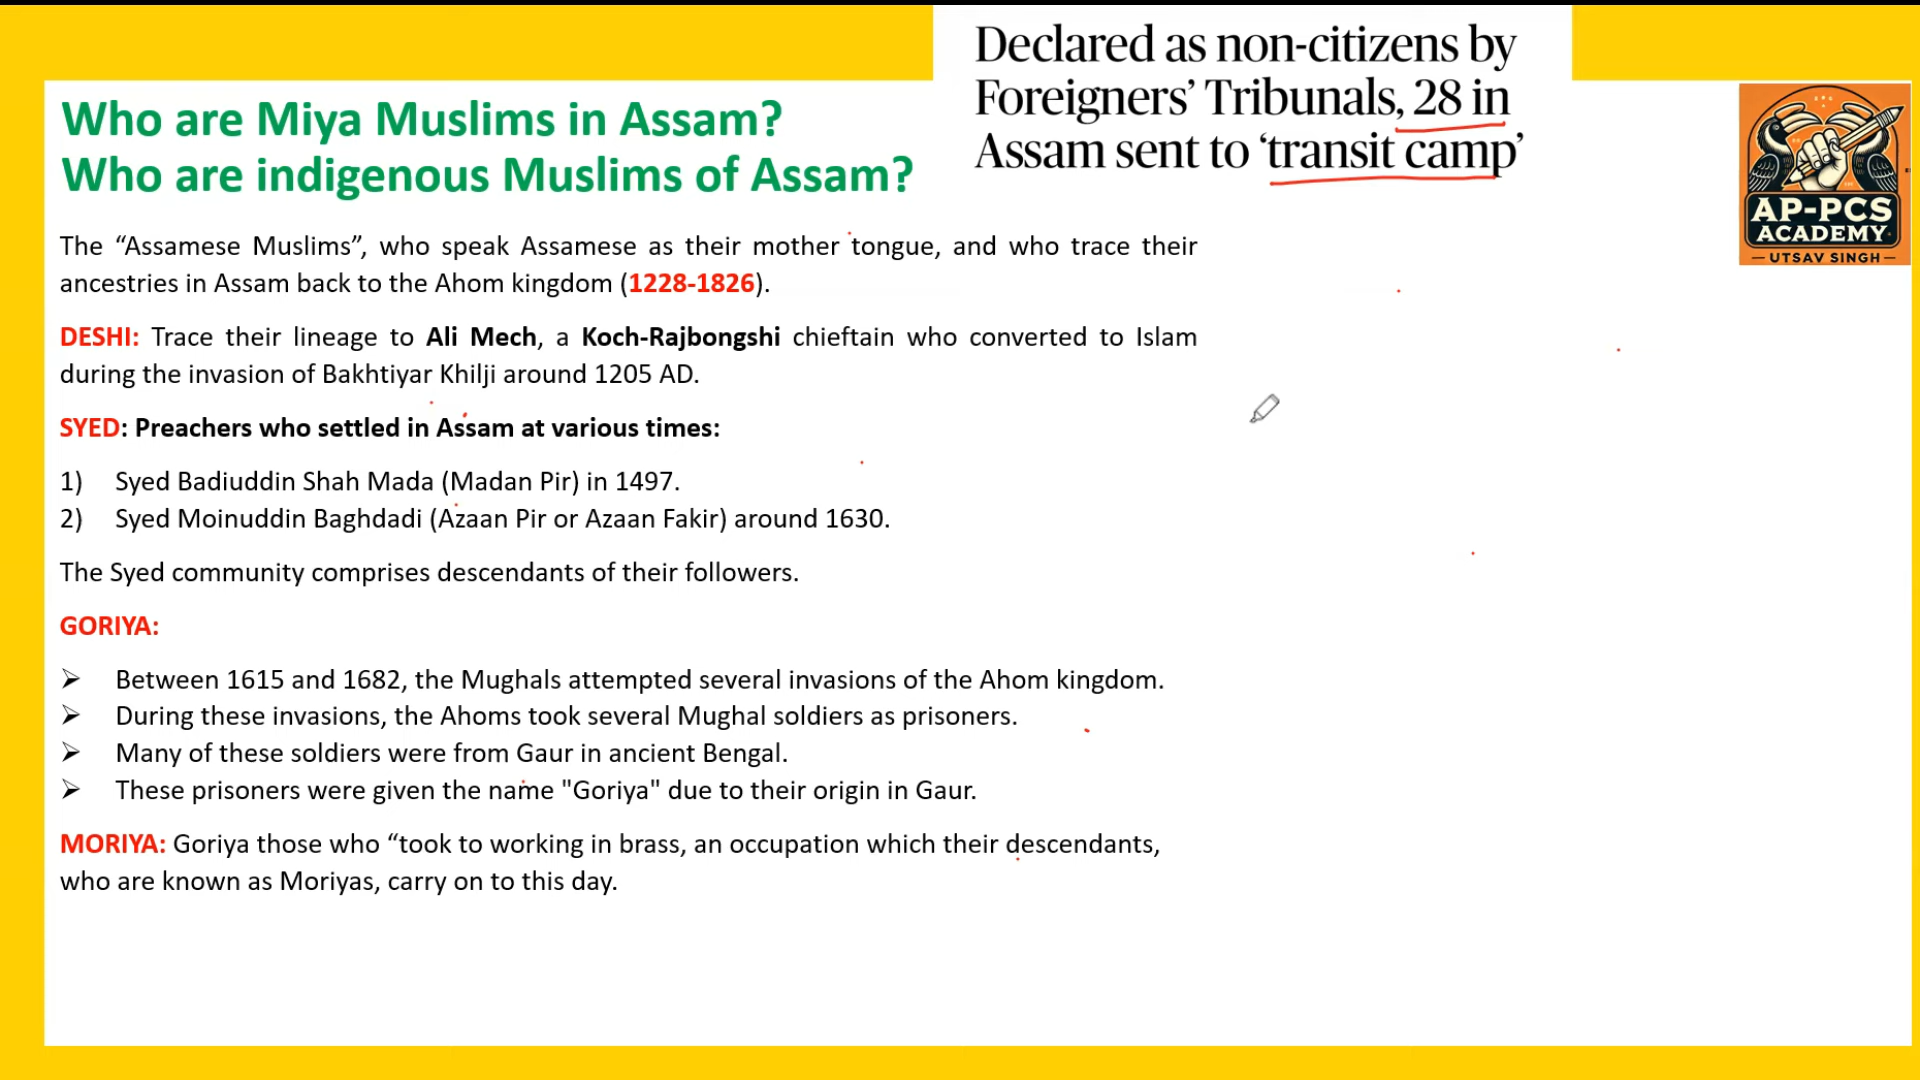 Declared as non-citizens by
Foreigners’ Tribunals, 28 in
Assam sent to ‘transit camp’
Who are Miya Muslims in Assam?
Who are indigenous Muslims of Assam?
AP-PCS
ACADEMY
— UTSAV SINGH —
The “Assamese Muslims”, who speak Assamese as their mother tongue, and who trace their
ancestries in Assam back to the Ahom kingdom (1228-1826).
DESHI: Trace their lineage to Ali Mech, a Koch-Rajbongshi chieftain who converted to Islam
during the invasion of Bakhtiyar Khilji around 1205 AD.
SYED: Preachers who settled in Assam at various times:
1) Syed Badiuddin Shah Mada (Madan Pir) in 1497.
2) Syed Moinuddin Baghdadi (Azaan Pir or Azaan Fakir) around 1630.
The Syed community comprises descendants of their followers.
GORIYA:
➢ Between 1615 and 1682, the Mughals attempted several invasions of the Ahom kingdom.
➢ During these invasions, the Ahoms took several Mughal soldiers as prisoners.
➢ Many of these soldiers were from Gaur in ancient Bengal.
➢ These prisoners were given the name "Goriya" due to their origin in Gaur.
MORIYA: Goriya those who “took to working in brass, an occupation which their descendants,
who are known as Moriyas, carry on to this day.